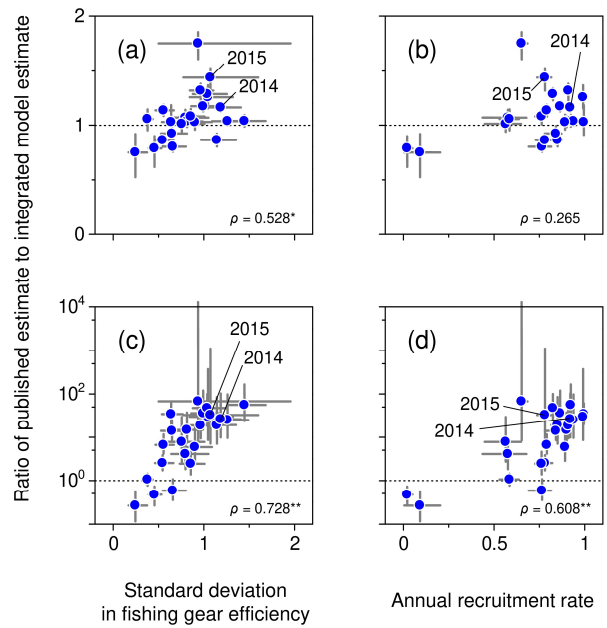 Ratio of published estimate to integrated model estimate
2
1
0
(a)
2015
2014
ρ = 0.528*
(b)
2014
2015
ρ = 0.265
10⁴
10²
10⁰
(c)
2015
2014
ρ = 0.728**
0 1 2
(d)
2015
2014
ρ = 0.608**
0 0.5 1
Standard deviation
in fishing gear efficiency
Annual recruitment rate